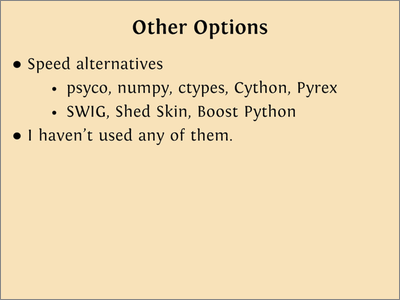 Other Options
• Speed alternatives
• psyco, numpy, ctypes, Cython, Pyrex
• SWIG, Shed Skin, Boost Python
• I haven't used any of them.